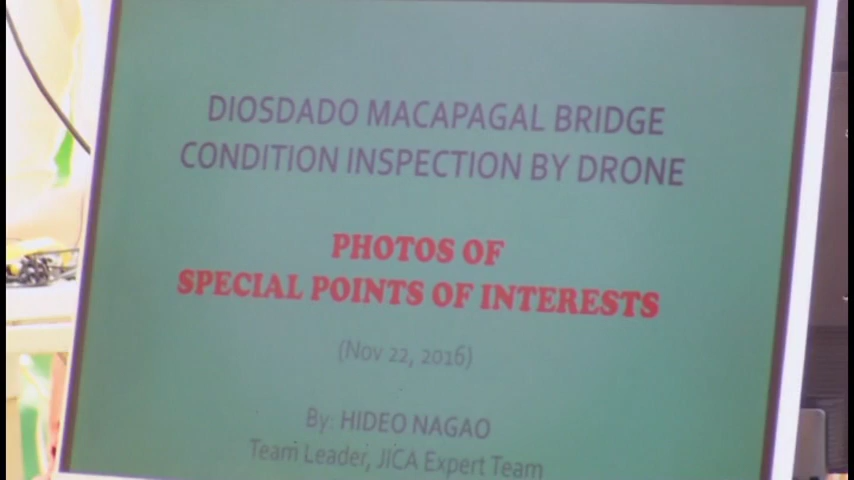 DIOSDADO MACAPAGAL BRIDGE
CONDITION INSPECTION BY DRONE
PHOTOS OF
SPECIAL POINTS OF INTERESTS
(Nov 22, 2016)
By: HIDEO NAGAO
Team Leader, JICA Expert Team